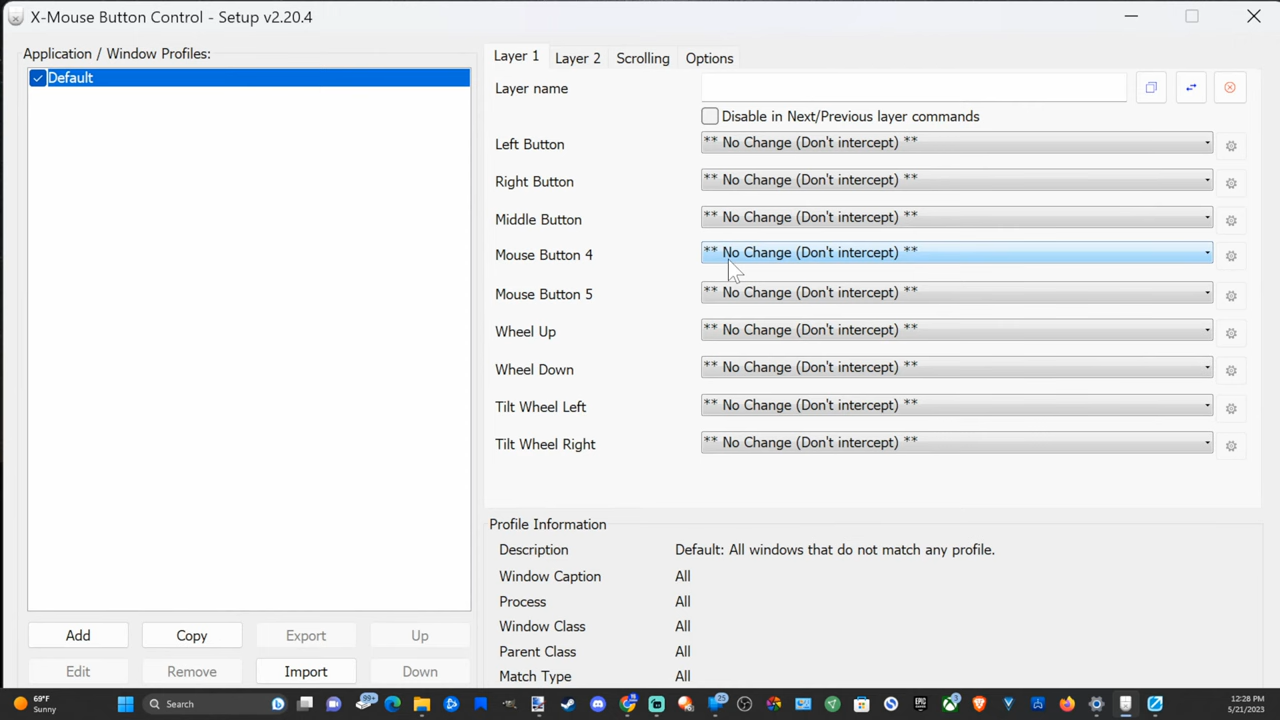 X-Mouse Button Control - Setup v2.20.4
Application / Window Profiles:
Default
Layer 1
Layer 2
Scrolling
Options
Layer name
Disable in Next/Previous layer commands
Left Button
** No Change (Don't intercept) **
Right Button
** No Change (Don't intercept) **
Middle Button
** No Change (Don't intercept) **
Mouse Button 4
** No Change (Don't intercept) **
Mouse Button 5
** No Change (Don't intercept) **
Wheel Up
** No Change (Don't intercept) **
Wheel Down
** No Change (Don't intercept) **
Tilt Wheel Left
** No Change (Don't intercept) **
Tilt Wheel Right
** No Change (Don't intercept) **
Profile Information
Description
Default: All windows that do not match any profile.
Window Caption
All
Process
All
Window Class
All
Parent Class
All
Match Type
All
Add
Copy
Export
Up
Edit
Remove
Import
Down
69°F
Sunny
Search
99+
25
3
12:28 PM
5/21/2023